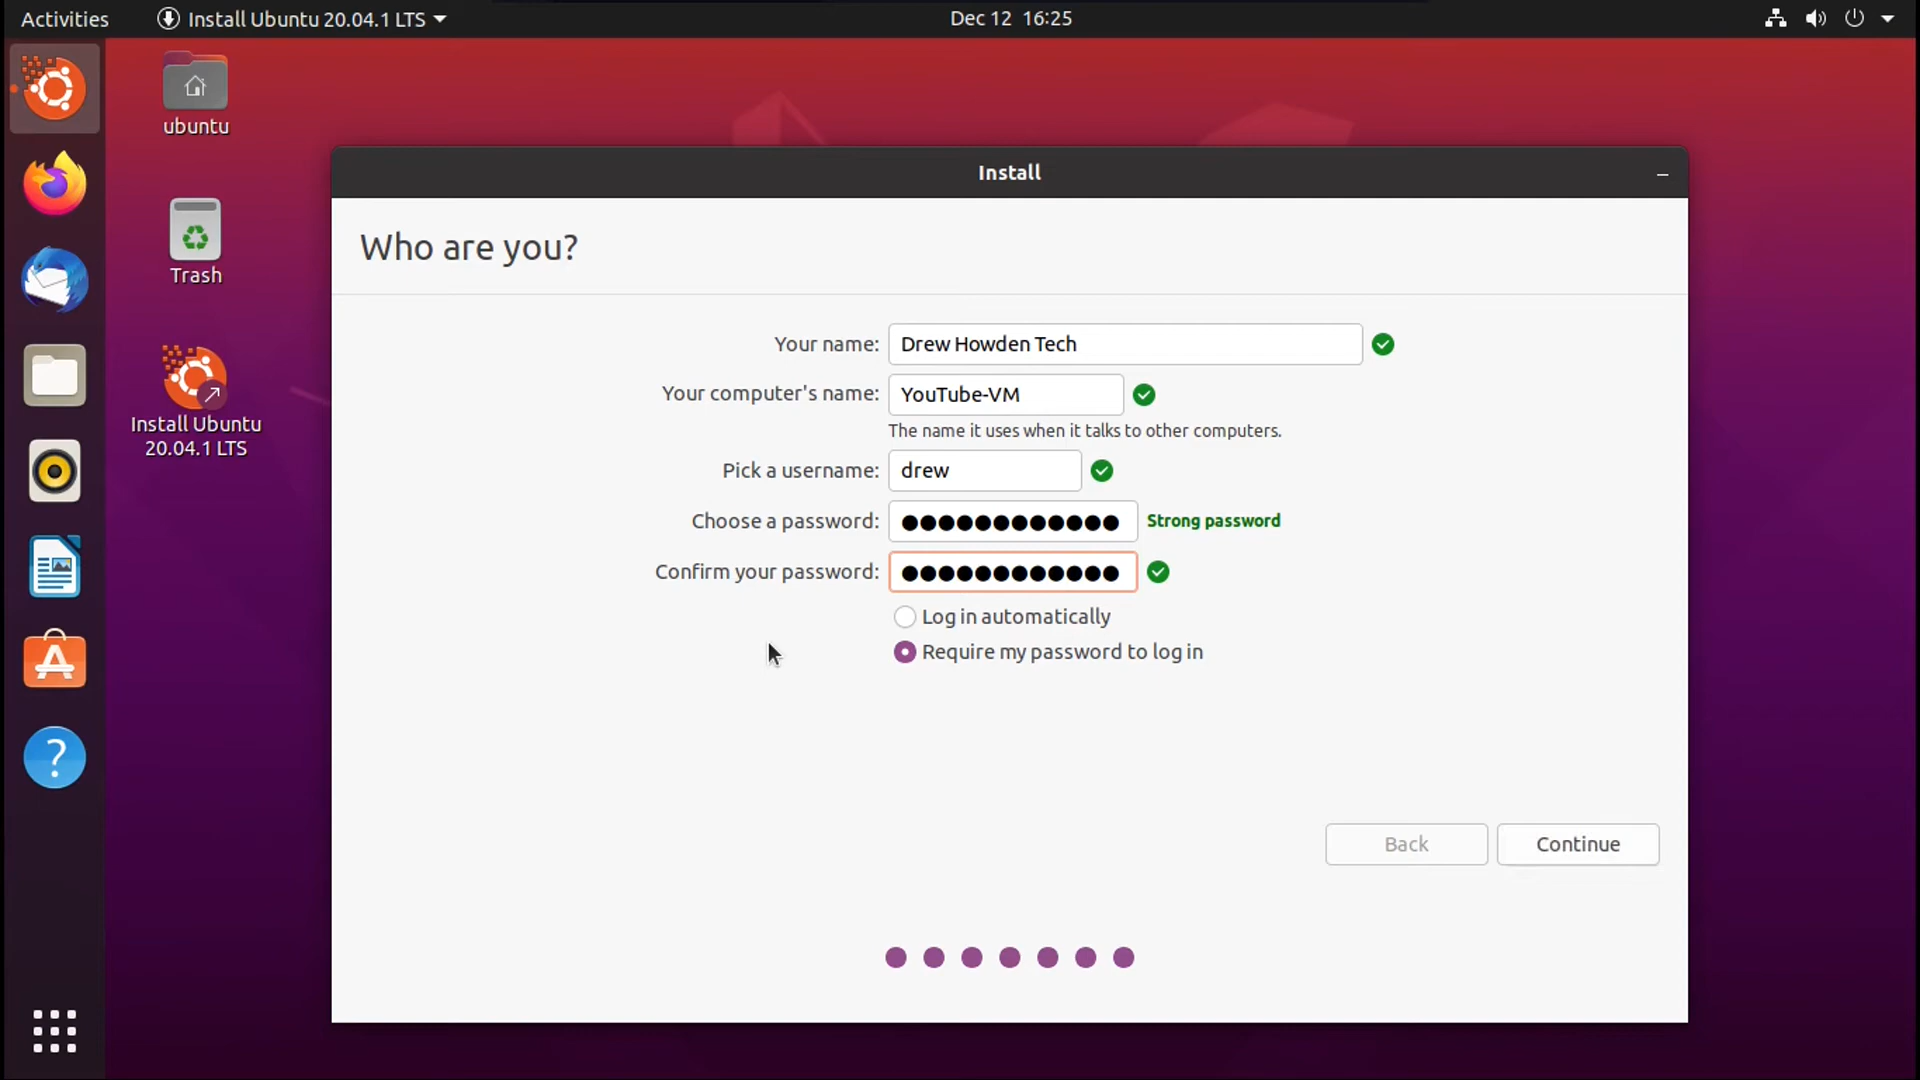 Activities
Install Ubuntu 20.04.1 LTS
Dec 12 16:25
ubuntu
Trash
Install Ubuntu
20.04.1 LTS
Install
Who are you?
Your name: Drew Howden Tech
Your computer's name: YouTube-VM
The name it uses when it talks to other computers.
Pick a username: drew
Choose a password: ●●●●●●●●●●●● Strong password
Confirm your password: ●●●●●●●●●●●●
Log in automatically
Require my password to log in
Back
Continue